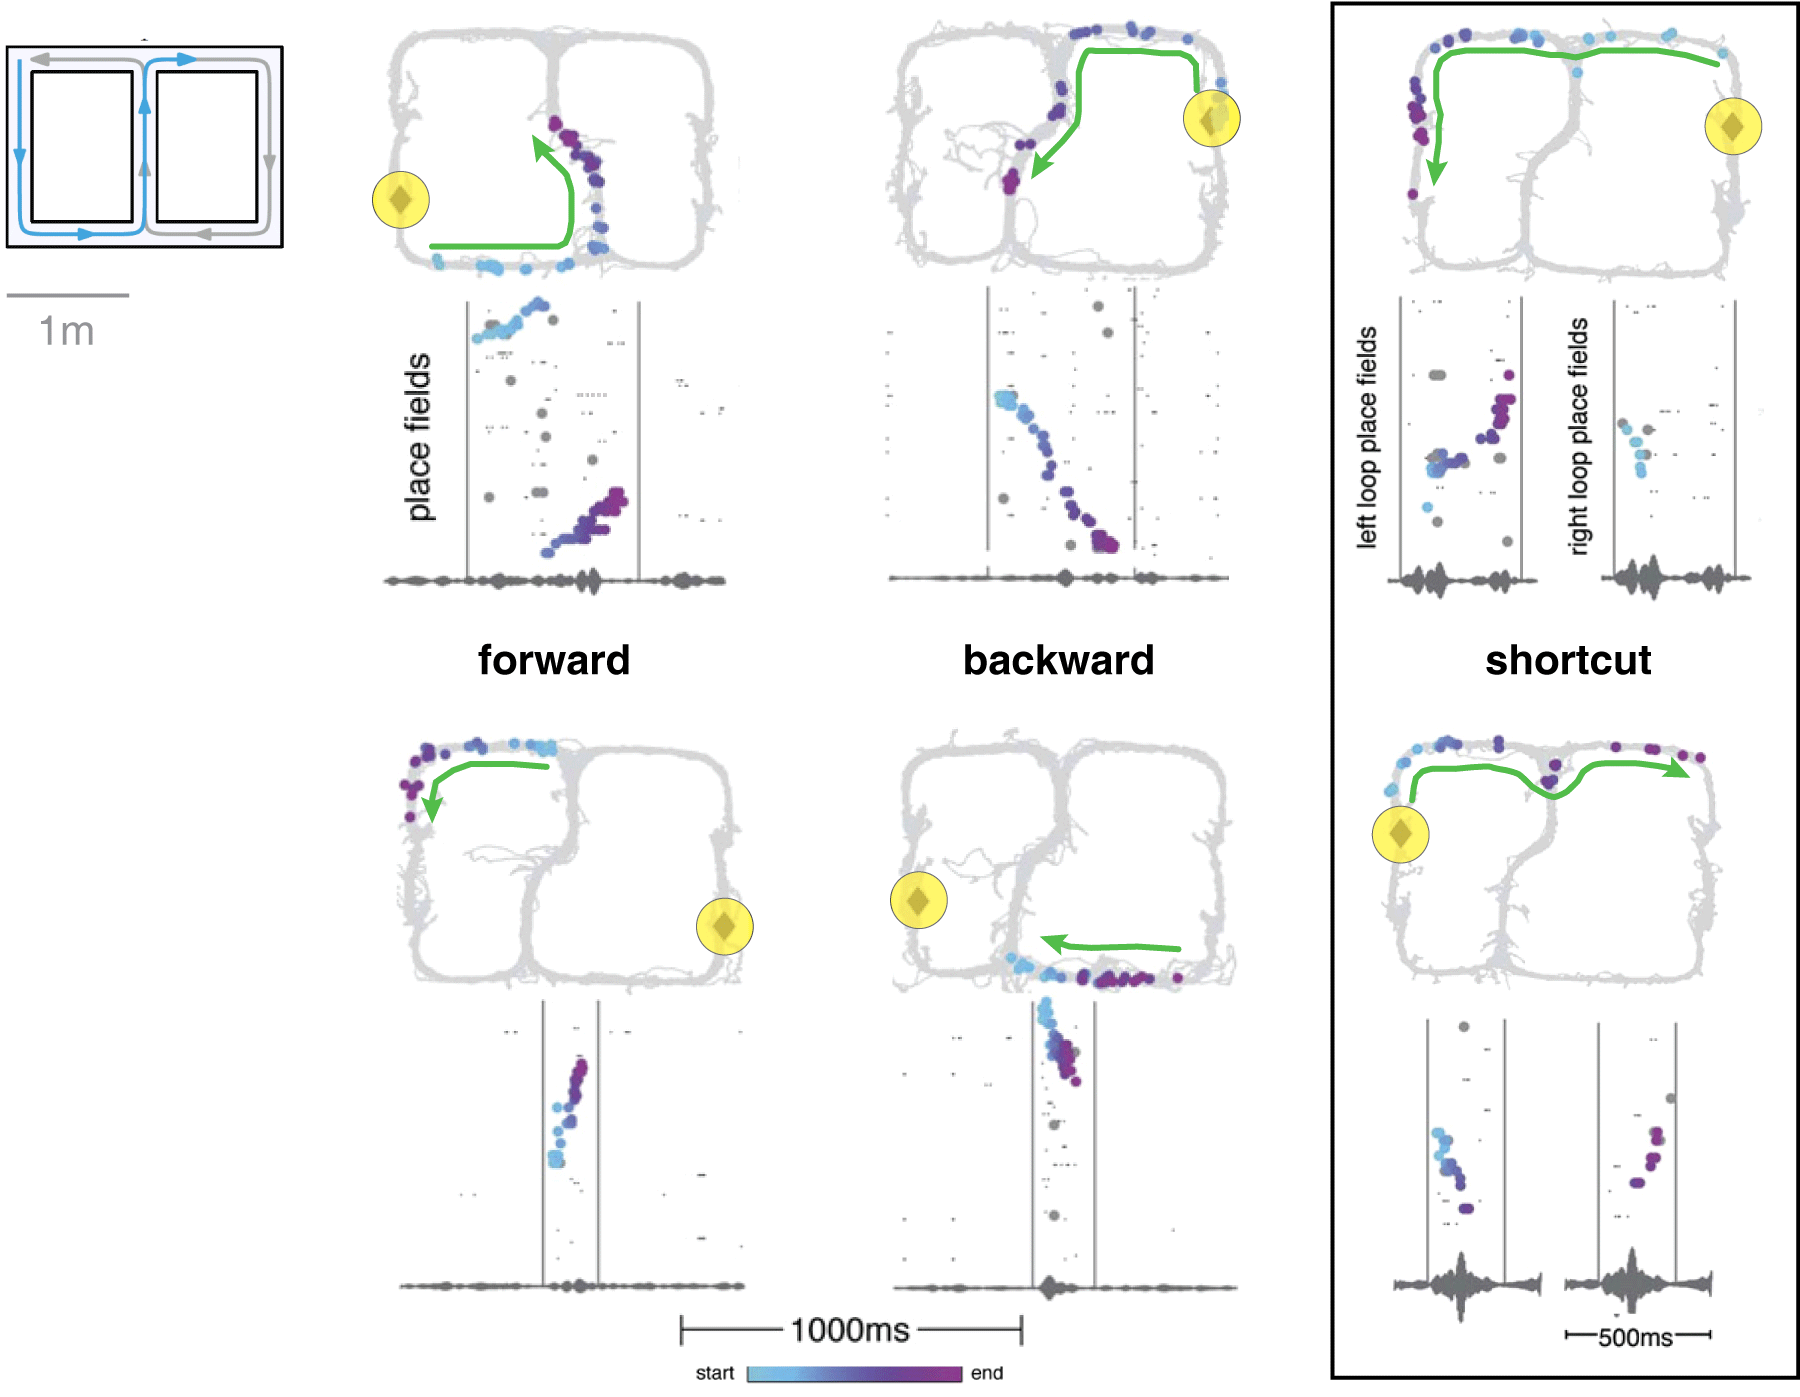 1m
place fields
left loop place fields
right loop place fields
forward
backward
shortcut
1000ms
500ms
start
end